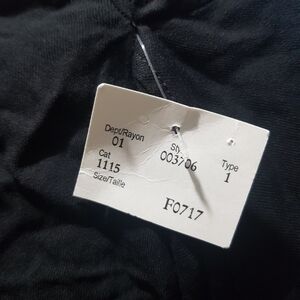 Dept/Rayon
01
Sty
003706
Type
1
Cat
1115
Size/Taille
F0717